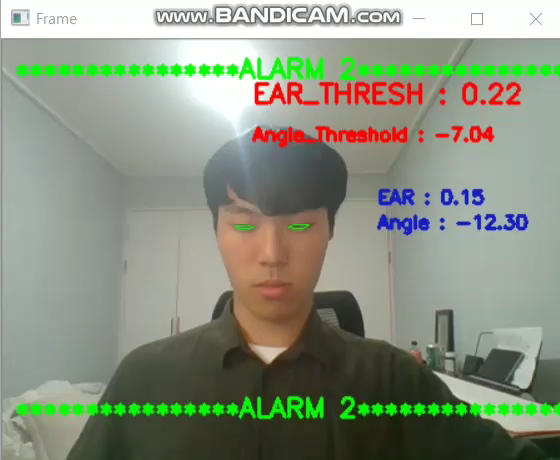 Frame
www.BANDICAM.com
****************ALARM 2****************
EAR_THRESH : 0.22
Angle_Threshold : -7.04
EAR : 0.15
Angle : -12.30
****************ALARM 2****************